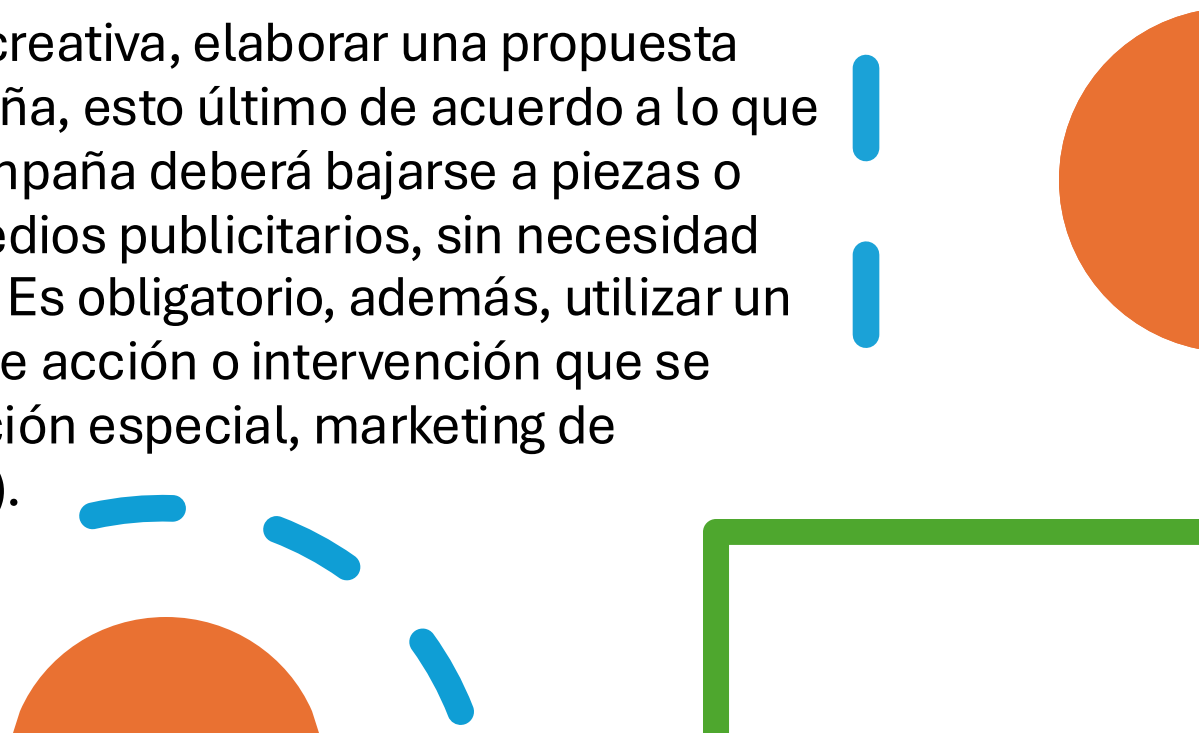 creativa, elaborar una propuesta
ña, esto último de acuerdo a lo que
mpaña deberá bajarse a piezas o
edios publicitarios, sin necesidad
Es obligatorio, además, utilizar un
e acción o intervención que se
ción especial, marketing de
).